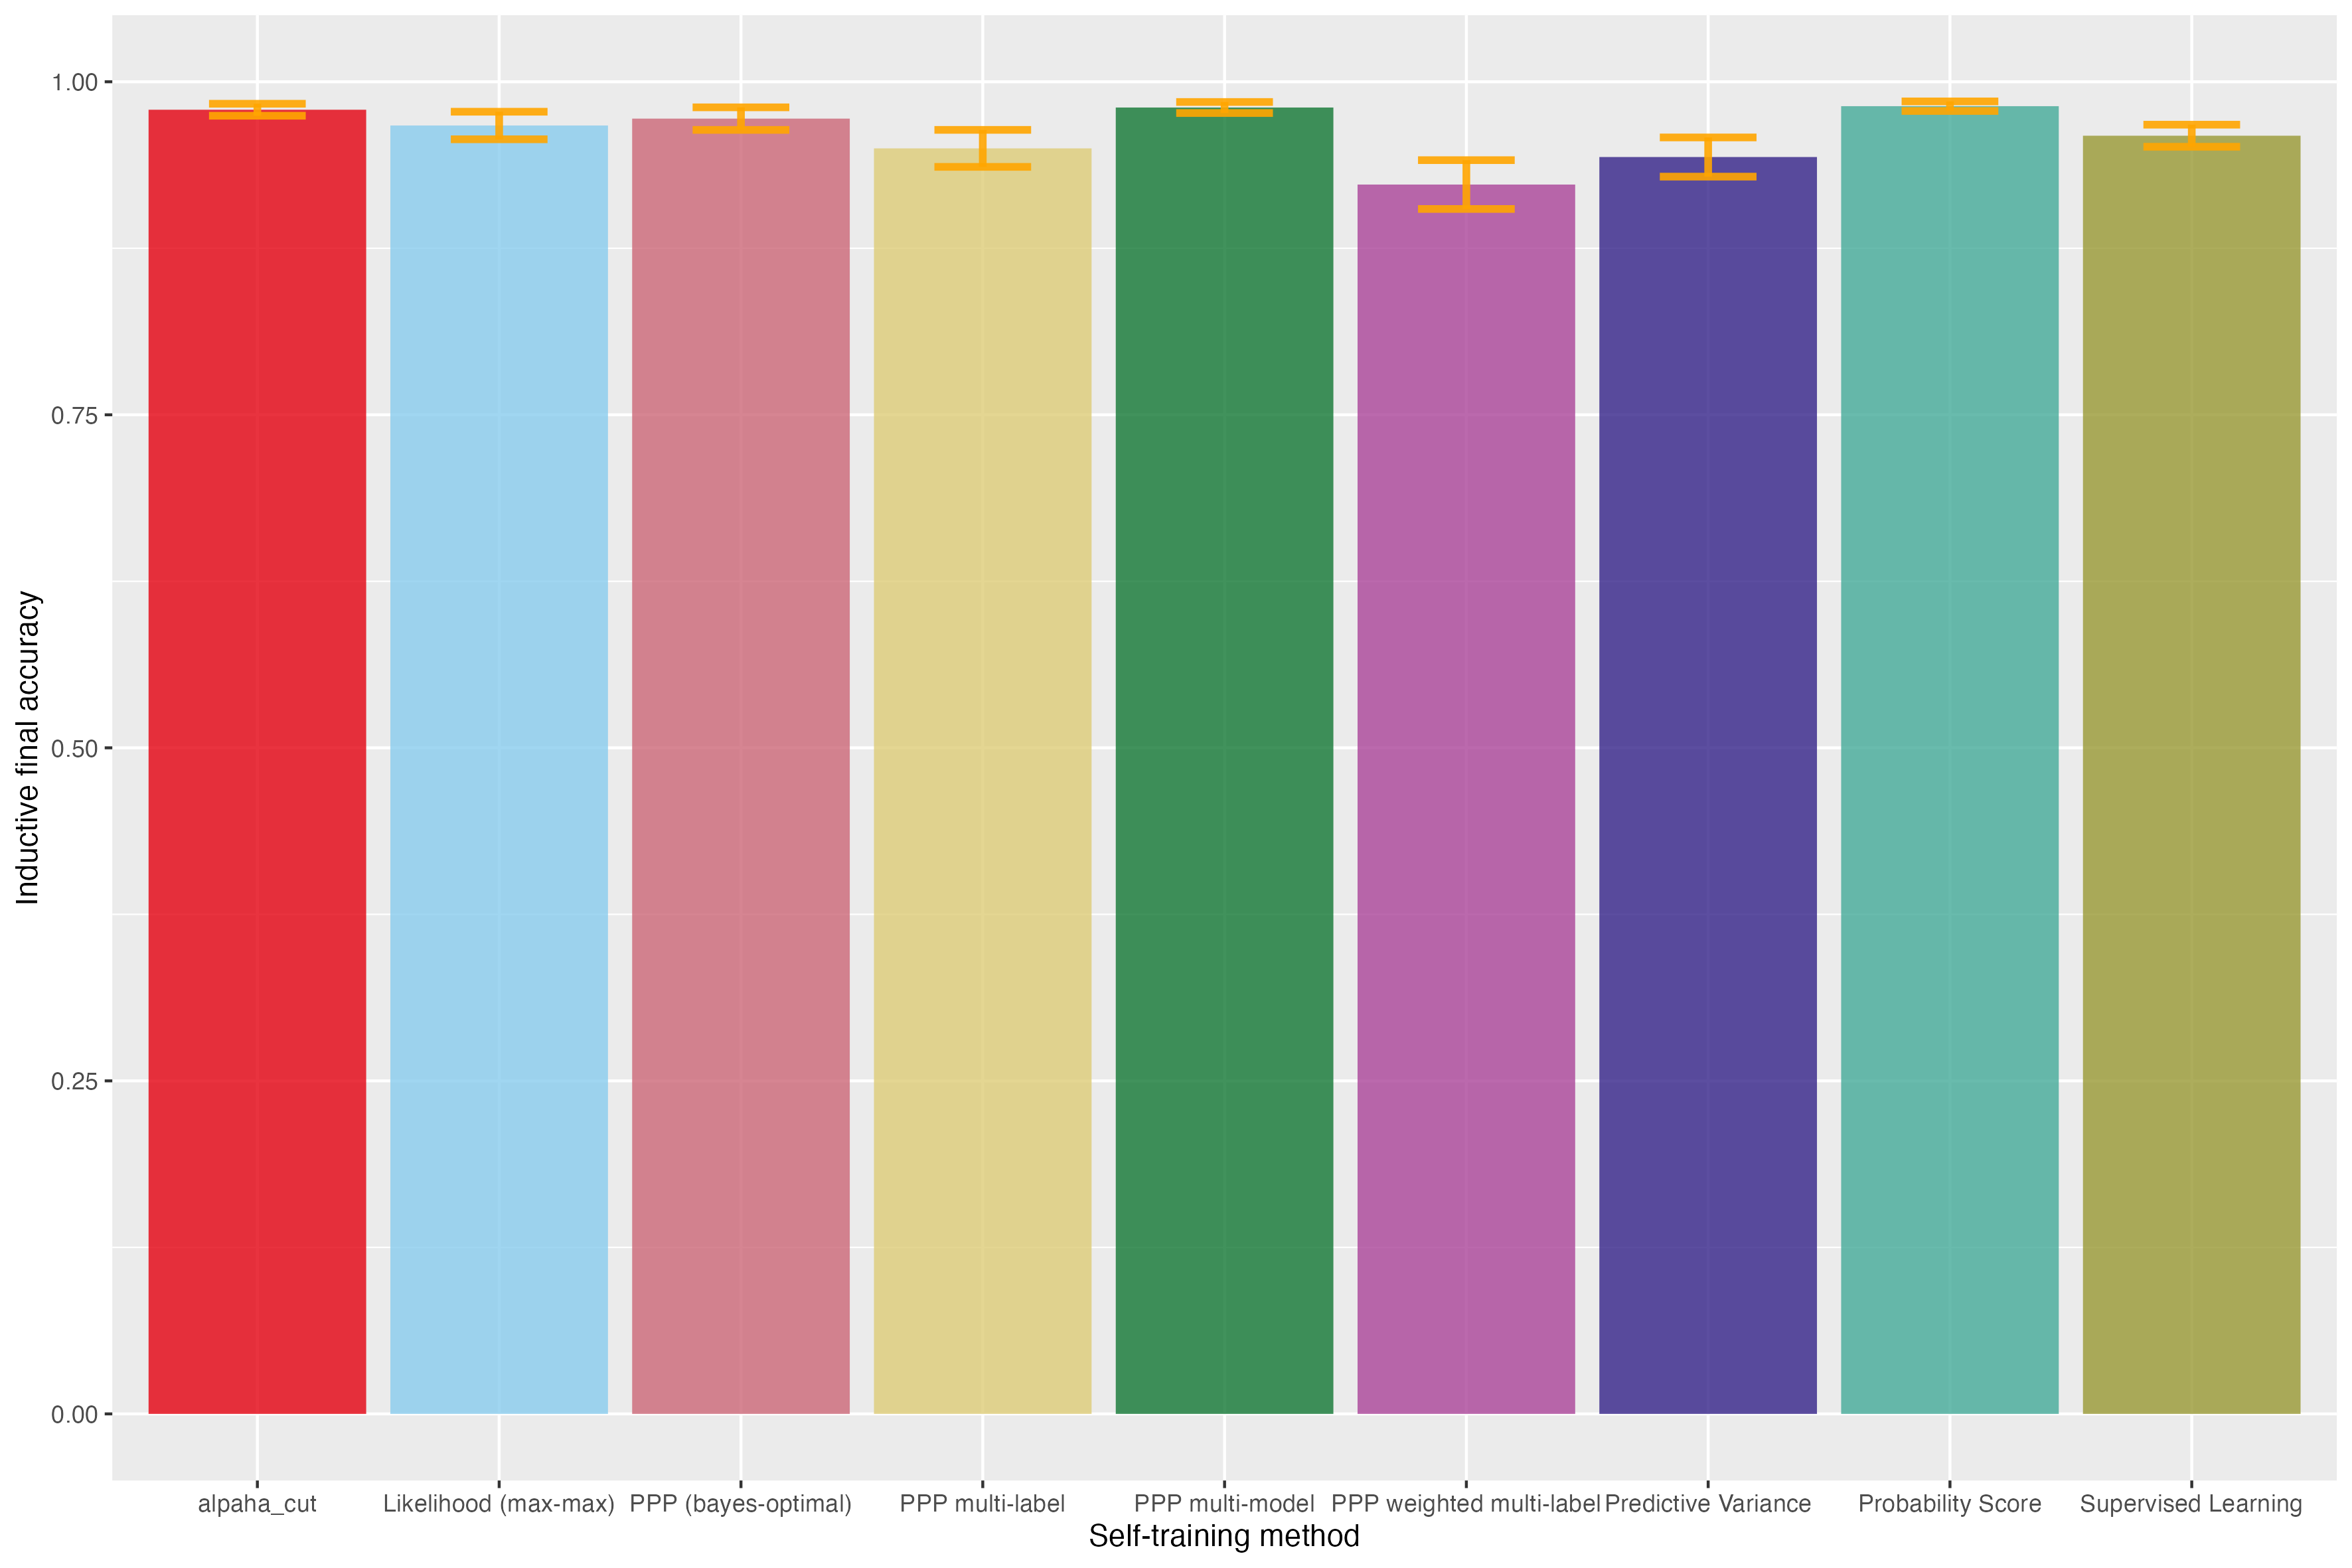 Inductive final accuracy
1.00
0.75
0.50
0.25
0.00
alpaha_cut Likelihood (max-max) PPP (bayes-optimal) PPP multi-label PPP multi-model PPP weighted multi-label Predictive Variance Probability Score Supervised Learning
Self-training method